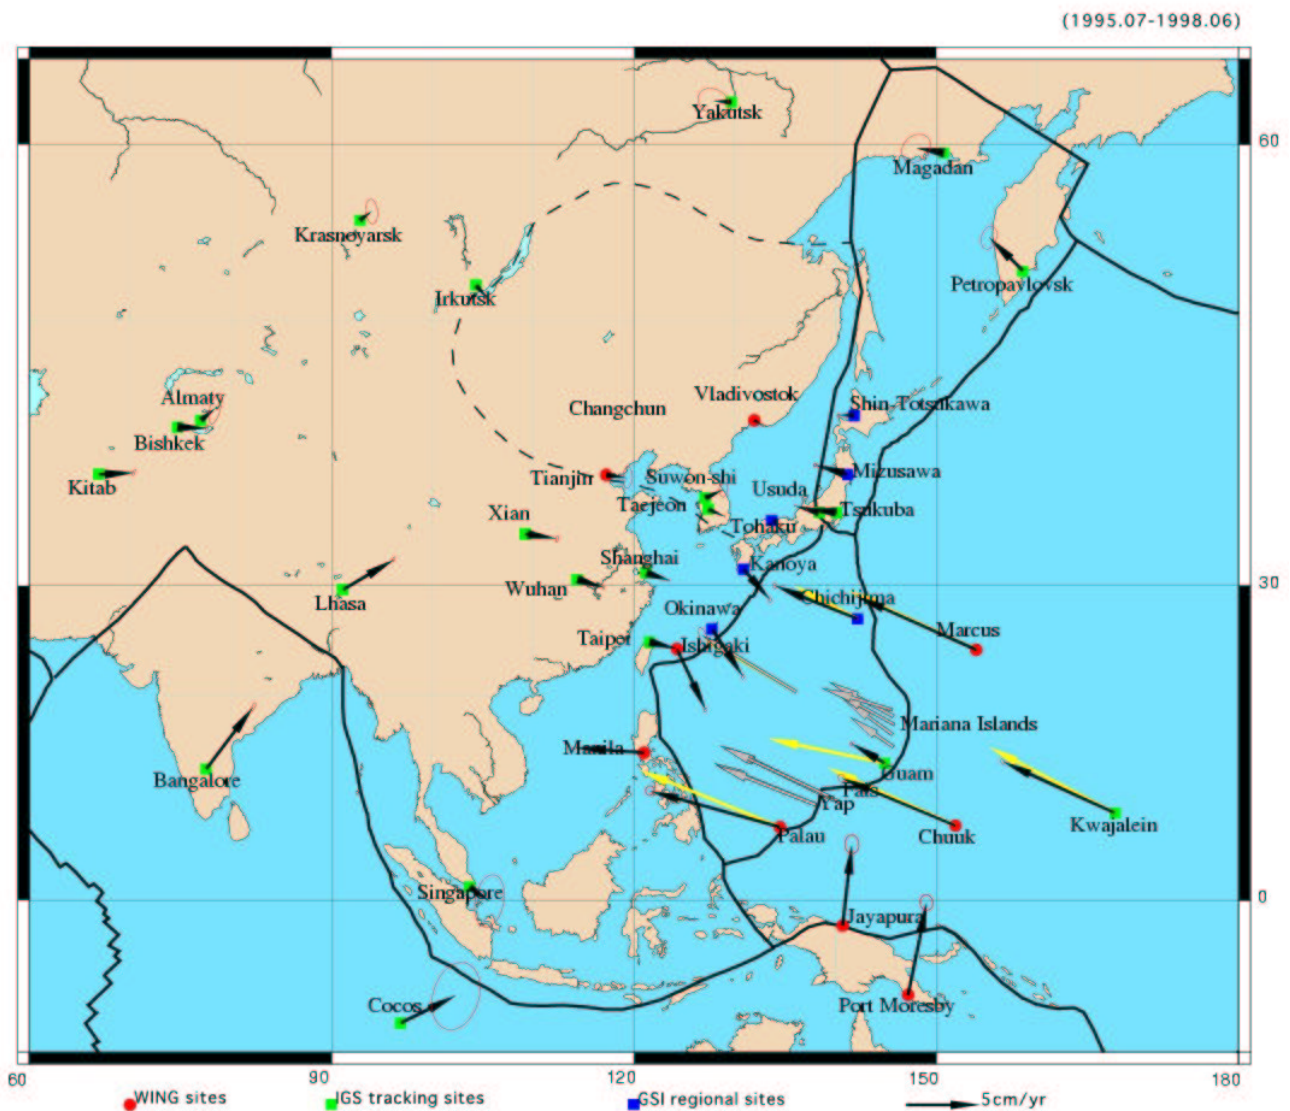 (1995.07-1998.06)
Yakutsk
60
Magadan
Krasnoyarsk
Petropavlovsk
Irkutsk
Almaty
Vladivostok
Shin-Totsukawa
Changchun
Bishkek
Tianjin
Suwon-shi
Mizusawa
Kitab
Usuda
Taejeon
Tsukuba
Xian
Tohaku
Shanghai
Kanoya
Wuhan
30
Lhasa
Chichijima
Okinawa
Marcus
Taipei
Ishigaki
Mariana Islands
Manila
Guam
Bangalore
Fais
Yap
Kwajalein
Palau
Chuuk
Singapore
0
Jayapura
Cocos
Port Moresby
60
90
120
150
180
WING sites
IGS tracking sites
GSI regional sites
5cm/yr